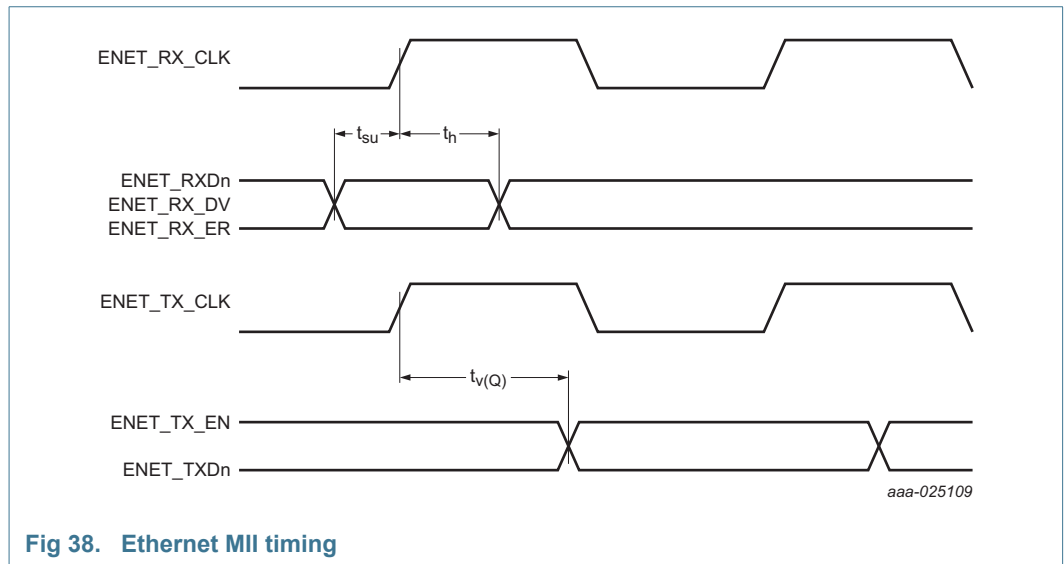 ENET_RX_CLK
tsu
th
ENET_RXDn
ENET_RX_DV
ENET_RX_ER
ENET_TX_CLK
tv(Q)
ENET_TX_EN
ENET_TXDn
aaa-025109
Fig 38. Ethernet MII timing